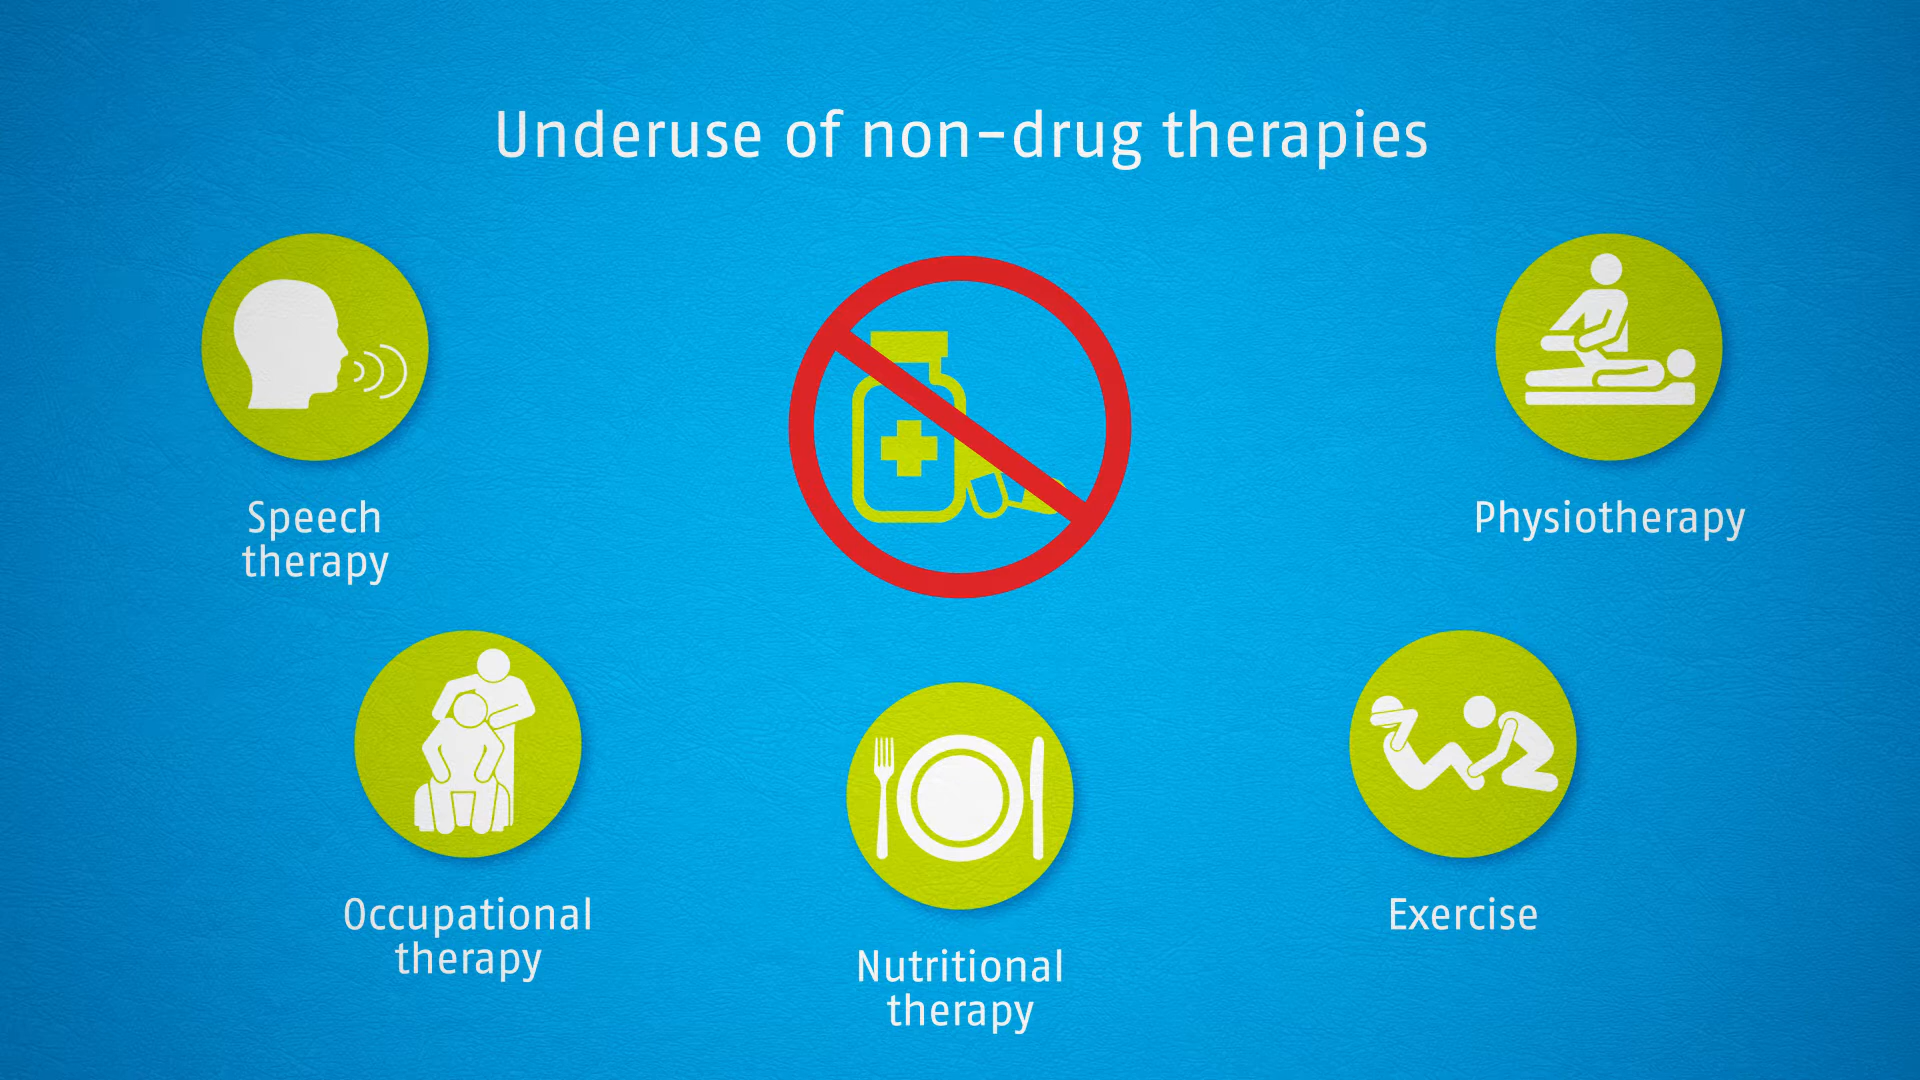 Underuse of non-drug therapies
Speech
therapy
Physiotherapy
Occupational
therapy
Nutritional
therapy
Exercise